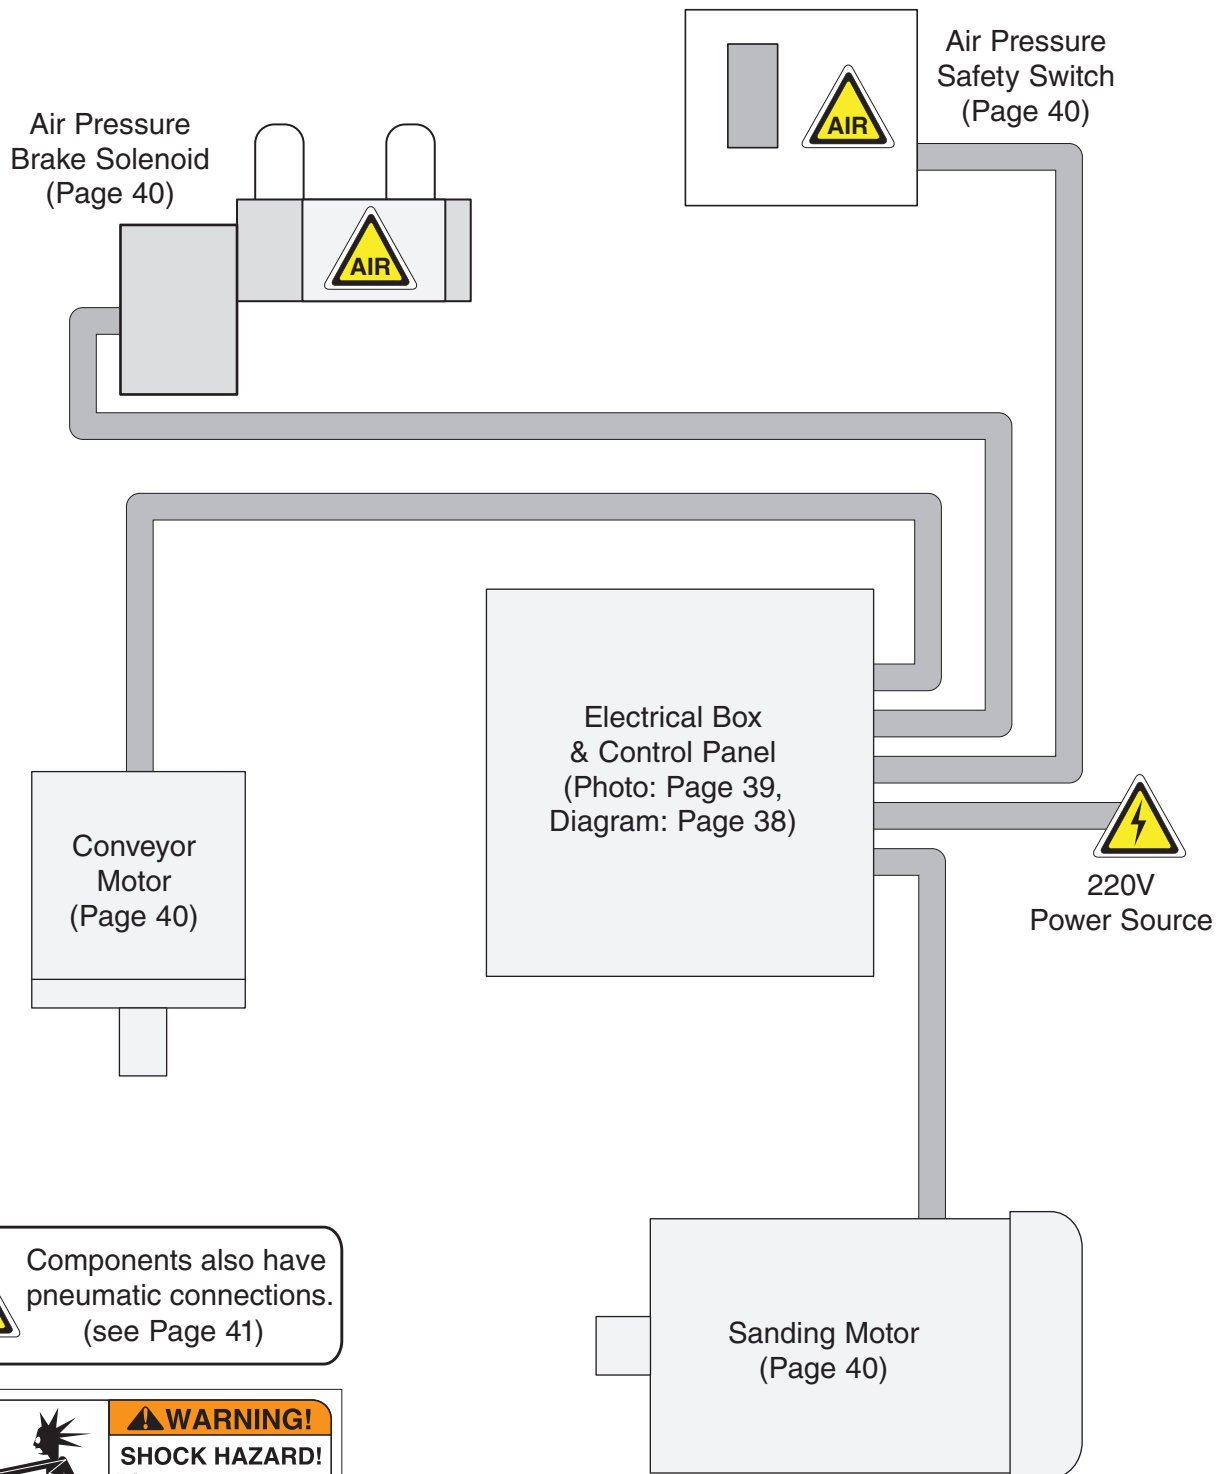 Air Pressure
Safety Switch
(Page 40)
AIR
Air Pressure
Brake Solenoid
(Page 40)
AIR
Electrical Box
& Control Panel
(Photo: Page 39,
Diagram: Page 38)
Conveyor
Motor
(Page 40)
220V
Power Source
Components also have
pneumatic connections.
(see Page 41)
Sanding Motor
(Page 40)
WARNING!
SHOCK HAZARD!